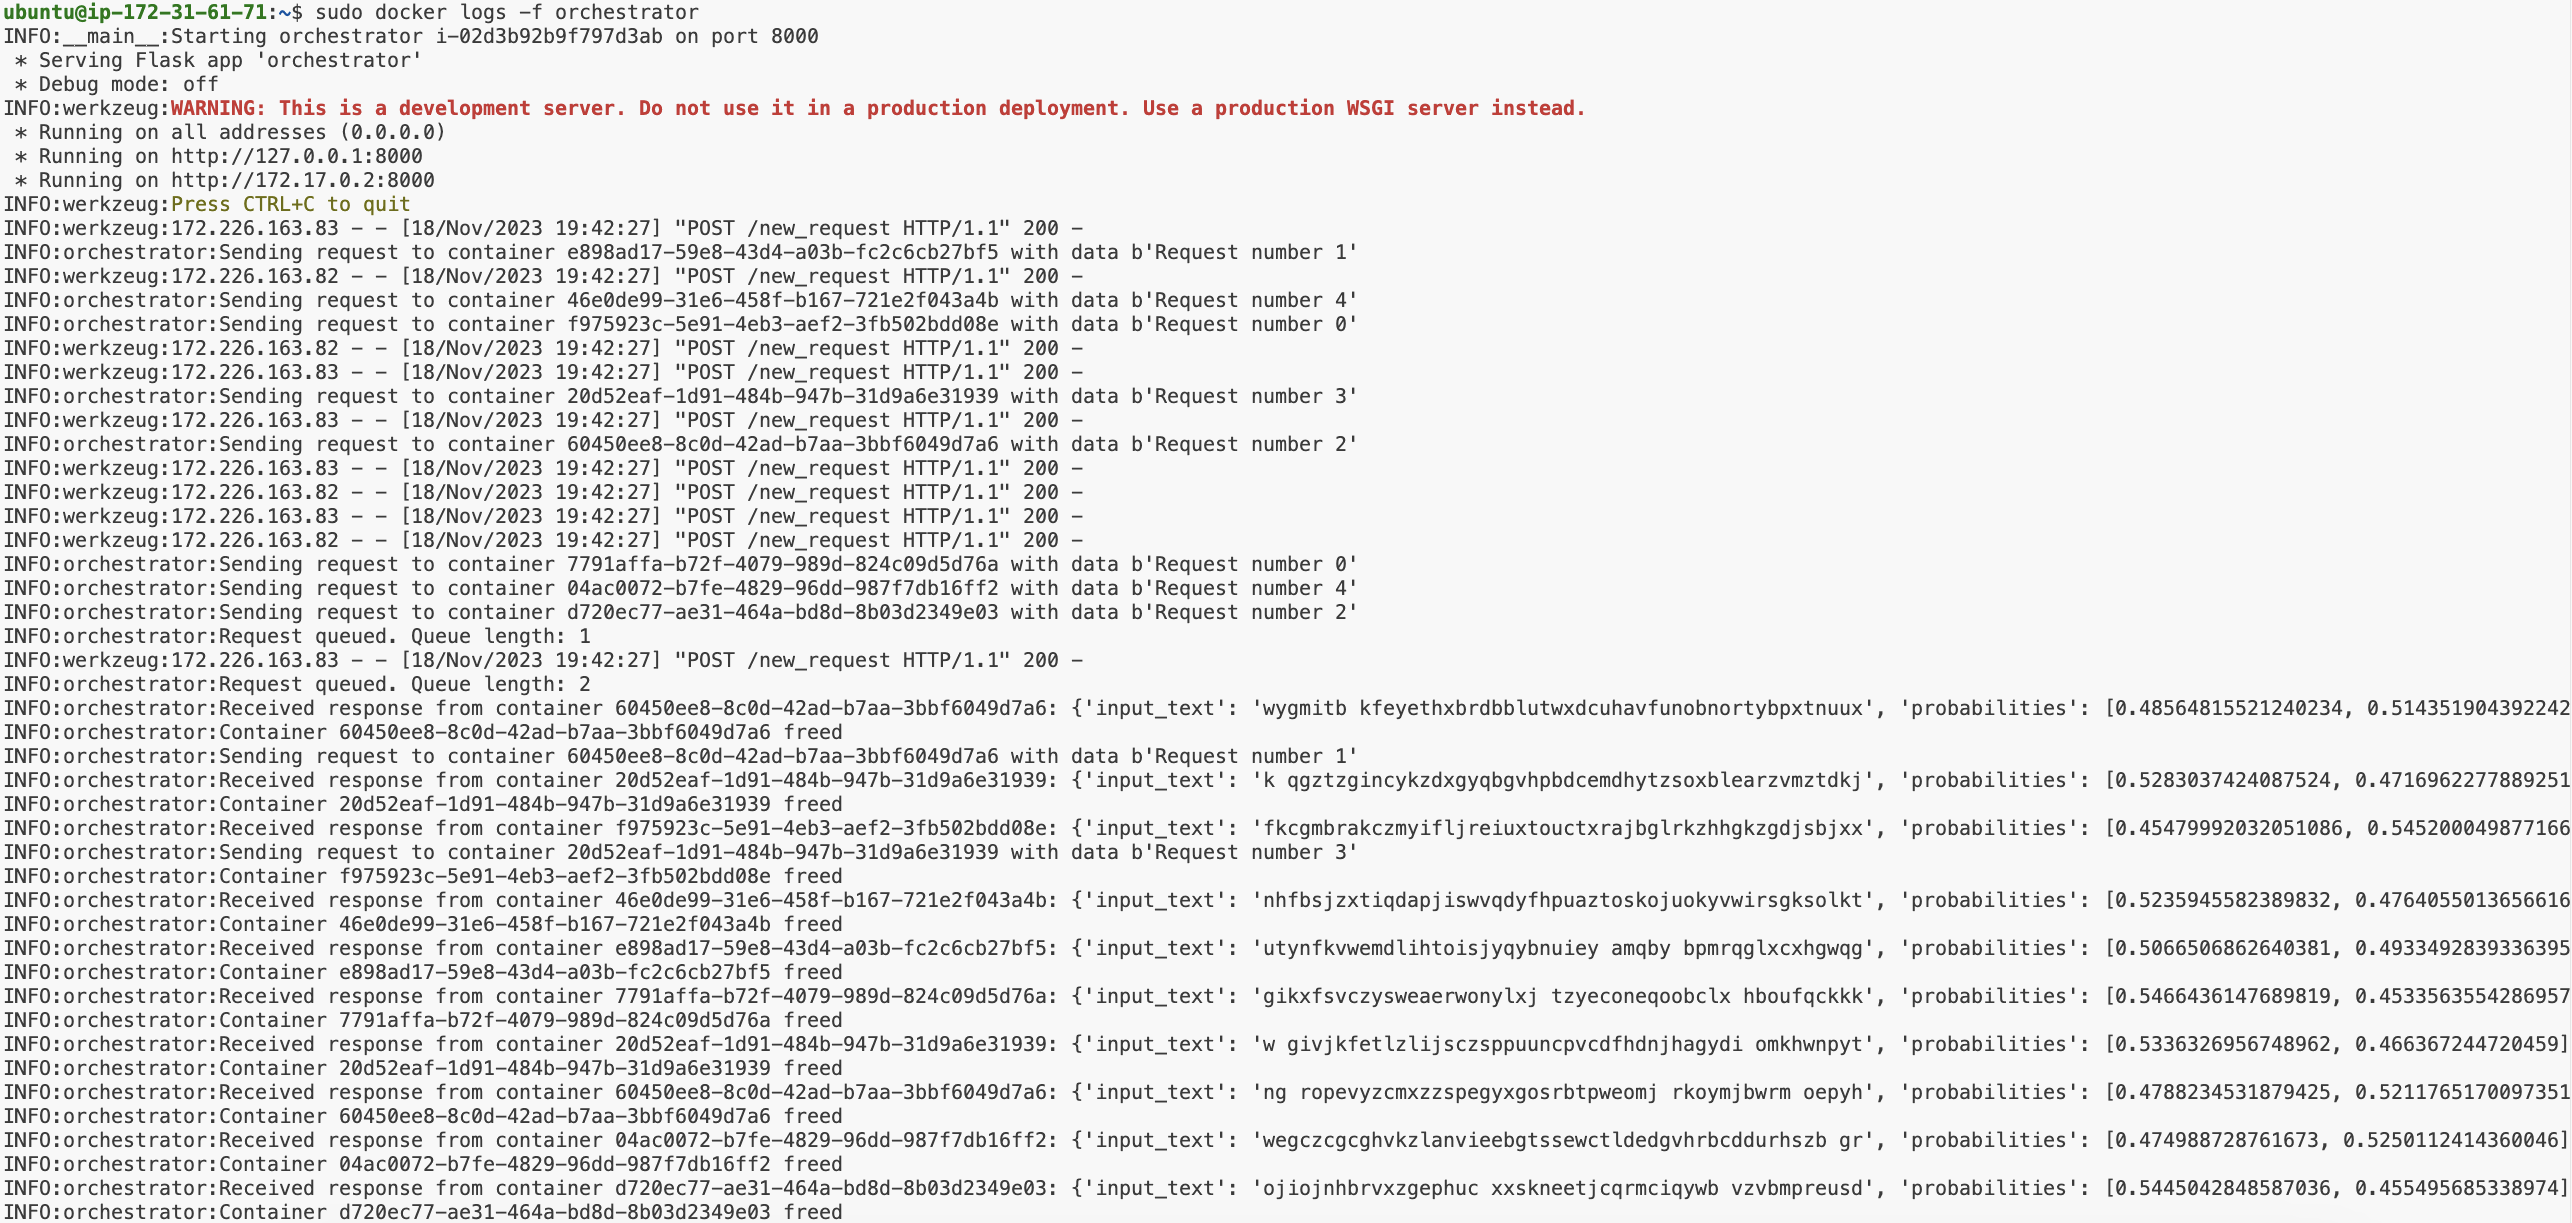 ubuntu@ip-172-31-61-71:~$ sudo docker logs -f orchestrator
INFO:__main__:Starting orchestrator i-02d3b92b9f797d3ab on port 8000
 * Serving Flask app 'orchestrator'
 * Debug mode: off
INFO:werkzeug:WARNING: This is a development server. Do not use it in a production deployment. Use a production WSGI server instead.
 * Running on all addresses (0.0.0.0)
 * Running on http://127.0.0.1:8000
 * Running on http://172.17.0.2:8000
INFO:werkzeug:Press CTRL+C to quit
INFO:werkzeug:172.226.163.83 - - [18/Nov/2023 19:42:27] "POST /new_request HTTP/1.1" 200 -
INFO:orchestrator:Sending request to container e898ad17-59e8-43d4-a03b-fc2c6cb27bf5 with data b'Request number 1'
INFO:werkzeug:172.226.163.82 - - [18/Nov/2023 19:42:27] "POST /new_request HTTP/1.1" 200 -
INFO:orchestrator:Sending request to container 46e0de99-31e6-458f-b167-721e2f043a4b with data b'Request number 4'
INFO:orchestrator:Sending request to container f975923c-5e91-4eb3-aef2-3fb502bdd08e with data b'Request number 0'
INFO:werkzeug:172.226.163.82 - - [18/Nov/2023 19:42:27] "POST /new_request HTTP/1.1" 200 -
INFO:werkzeug:172.226.163.83 - - [18/Nov/2023 19:42:27] "POST /new_request HTTP/1.1" 200 -
INFO:orchestrator:Sending request to container 20d52eaf-1d91-484b-947b-31d9a6e31939 with data b'Request number 3'
INFO:werkzeug:172.226.163.83 - - [18/Nov/2023 19:42:27] "POST /new_request HTTP/1.1" 200 -
INFO:orchestrator:Sending request to container 60450ee8-8c0d-42ad-b7aa-3bbf6049d7a6 with data b'Request number 2'
INFO:werkzeug:172.226.163.83 - - [18/Nov/2023 19:42:27] "POST /new_request HTTP/1.1" 200 -
INFO:werkzeug:172.226.163.82 - - [18/Nov/2023 19:42:27] "POST /new_request HTTP/1.1" 200 -
INFO:werkzeug:172.226.163.83 - - [18/Nov/2023 19:42:27] "POST /new_request HTTP/1.1" 200 -
INFO:werkzeug:172.226.163.82 - - [18/Nov/2023 19:42:27] "POST /new_request HTTP/1.1" 200 -
INFO:orchestrator:Sending request to container 7791affa-b72f-4079-989d-824c09d5d76a with data b'Request number 0'
INFO:orchestrator:Sending request to container 04ac0072-b7fe-4829-96dd-987f7db16ff2 with data b'Request number 4'
INFO:orchestrator:Sending request to container d720ec77-ae31-464a-bd8d-8b03d2349e03 with data b'Request number 2'
INFO:orchestrator:Request queued. Queue length: 1
INFO:werkzeug:172.226.163.83 - - [18/Nov/2023 19:42:27] "POST /new_request HTTP/1.1" 200 -
INFO:orchestrator:Request queued. Queue length: 2
INFO:orchestrator:Received response from container 60450ee8-8c0d-42ad-b7aa-3bbf6049d7a6: {'input_text': 'wygmitb kfeyethxbrdbblutwxdcuhavfunobnortybpxtnuux', 'probabilities': [0.48564815521240234, 0.514351904392242
INFO:orchestrator:Container 60450ee8-8c0d-42ad-b7aa-3bbf6049d7a6 freed
INFO:orchestrator:Sending request to container 60450ee8-8c0d-42ad-b7aa-3bbf6049d7a6 with data b'Request number 1'
INFO:orchestrator:Received response from container 20d52eaf-1d91-484b-947b-31d9a6e31939: {'input_text': 'k qgztzgincykzdxgyqbgvhpbdcemdhytzsoxblearzvmztdkj', 'probabilities': [0.5283037424087524, 0.4716962277889251
INFO:orchestrator:Container 20d52eaf-1d91-484b-947b-31d9a6e31939 freed
INFO:orchestrator:Received response from container f975923c-5e91-4eb3-aef2-3fb502bdd08e: {'input_text': 'fkcgmbrakczmyifljreiuxtouctxrajbglrkzhhgkzgdjsbjxx', 'probabilities': [0.45479992032051086, 0.545200049877166
INFO:orchestrator:Sending request to container 20d52eaf-1d91-484b-947b-31d9a6e31939 with data b'Request number 3'
INFO:orchestrator:Container f975923c-5e91-4eb3-aef2-3fb502bdd08e freed
INFO:orchestrator:Received response from container 46e0de99-31e6-458f-b167-721e2f043a4b: {'input_text': 'nhfbsjzxtiqdapjiswvqdyfhpuaztoskojuokyvwirsgksolkt', 'probabilities': [0.5235945582389832, 0.4764055013656616
INFO:orchestrator:Container 46e0de99-31e6-458f-b167-721e2f043a4b freed
INFO:orchestrator:Received response from container e898ad17-59e8-43d4-a03b-fc2c6cb27bf5: {'input_text': 'utynfkvwemdlihtoisjyqybnuiey amqby bpmrqglxcxhgwqg', 'probabilities': [0.5066506862640381, 0.4933492839336395
INFO:orchestrator:Container e898ad17-59e8-43d4-a03b-fc2c6cb27bf5 freed
INFO:orchestrator:Received response from container 7791affa-b72f-4079-989d-824c09d5d76a: {'input_text': 'gikxfsvczysweaerwonylxj tzyeconeqoobclx hboufqckkk', 'probabilities': [0.5466436147689819, 0.4533563554286957
INFO:orchestrator:Container 7791affa-b72f-4079-989d-824c09d5d76a freed
INFO:orchestrator:Received response from container 20d52eaf-1d91-484b-947b-31d9a6e31939: {'input_text': 'w givjkfetlzlijsczsppuuncpvcdfhdnjhagydi omkhwnpyt', 'probabilities': [0.5336326956748962, 0.466367244720459]
INFO:orchestrator:Container 20d52eaf-1d91-484b-947b-31d9a6e31939 freed
INFO:orchestrator:Received response from container 60450ee8-8c0d-42ad-b7aa-3bbf6049d7a6: {'input_text': 'ng ropevyzcmxzzspegyxgosrbtpweomj rkoymjbwrm oepyh', 'probabilities': [0.4788234531879425, 0.5211765170097351
INFO:orchestrator:Container 60450ee8-8c0d-42ad-b7aa-3bbf6049d7a6 freed
INFO:orchestrator:Received response from container 04ac0072-b7fe-4829-96dd-987f7db16ff2: {'input_text': 'wegczcgcghvkzlanvieebgtssewctldedgvhrbcddurhszb gr', 'probabilities': [0.474988728761673, 0.5250112414360046]
INFO:orchestrator:Container 04ac0072-b7fe-4829-96dd-987f7db16ff2 freed
INFO:orchestrator:Received response from container d720ec77-ae31-464a-bd8d-8b03d2349e03: {'input_text': 'ojiojnhbrvxzgephuc xxskneetjcqrmciqywb vzvbmpreusd', 'probabilities': [0.5445042848587036, 0.455495685338974]
INFO:orchestrator:Container d720ec77-ae31-464a-bd8d-8b03d2349e03 freed